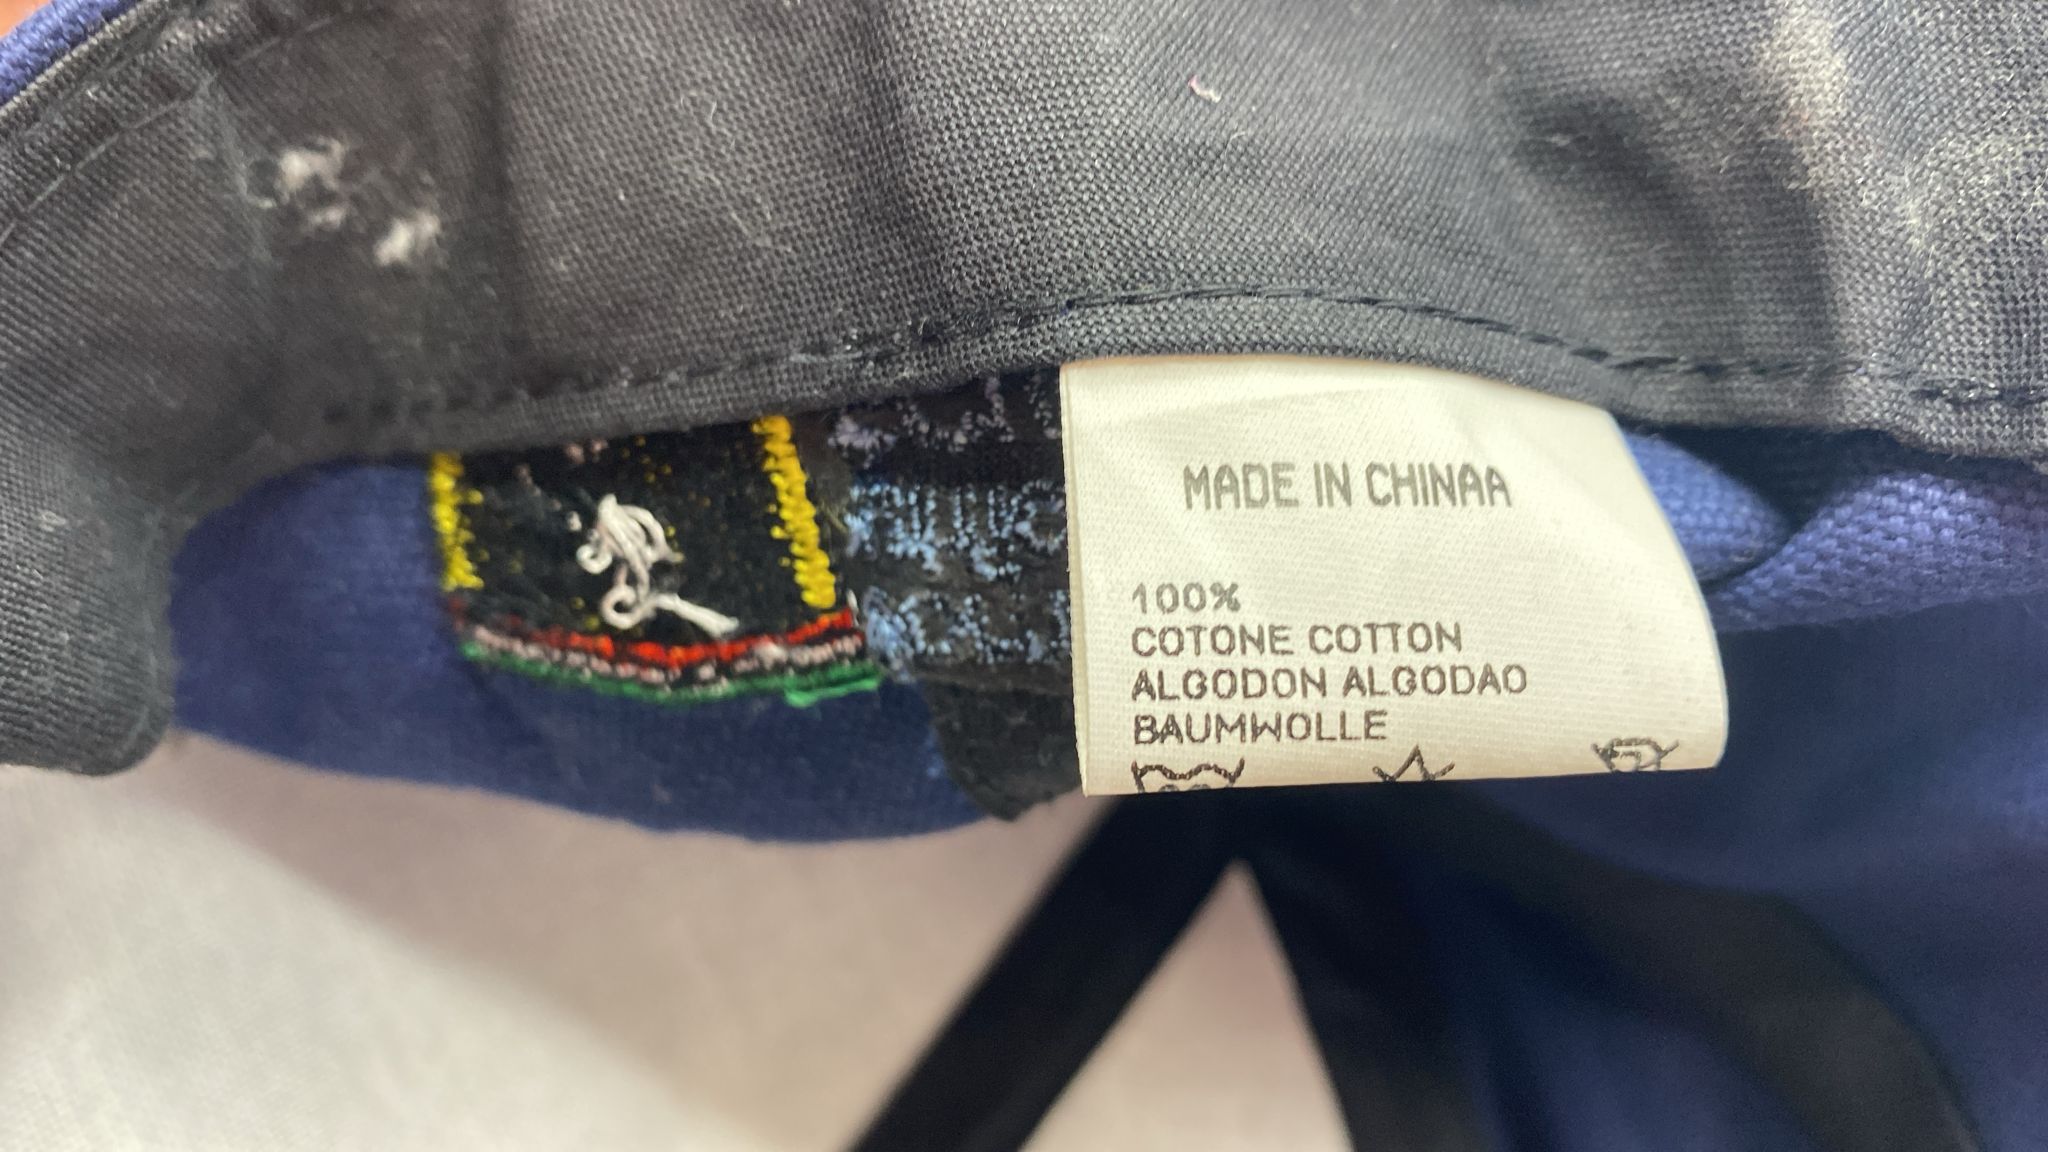 MADE IN CHINAA
100%
COTONE COTTON
ALGODON ALGODAO
BAUMWOLLE